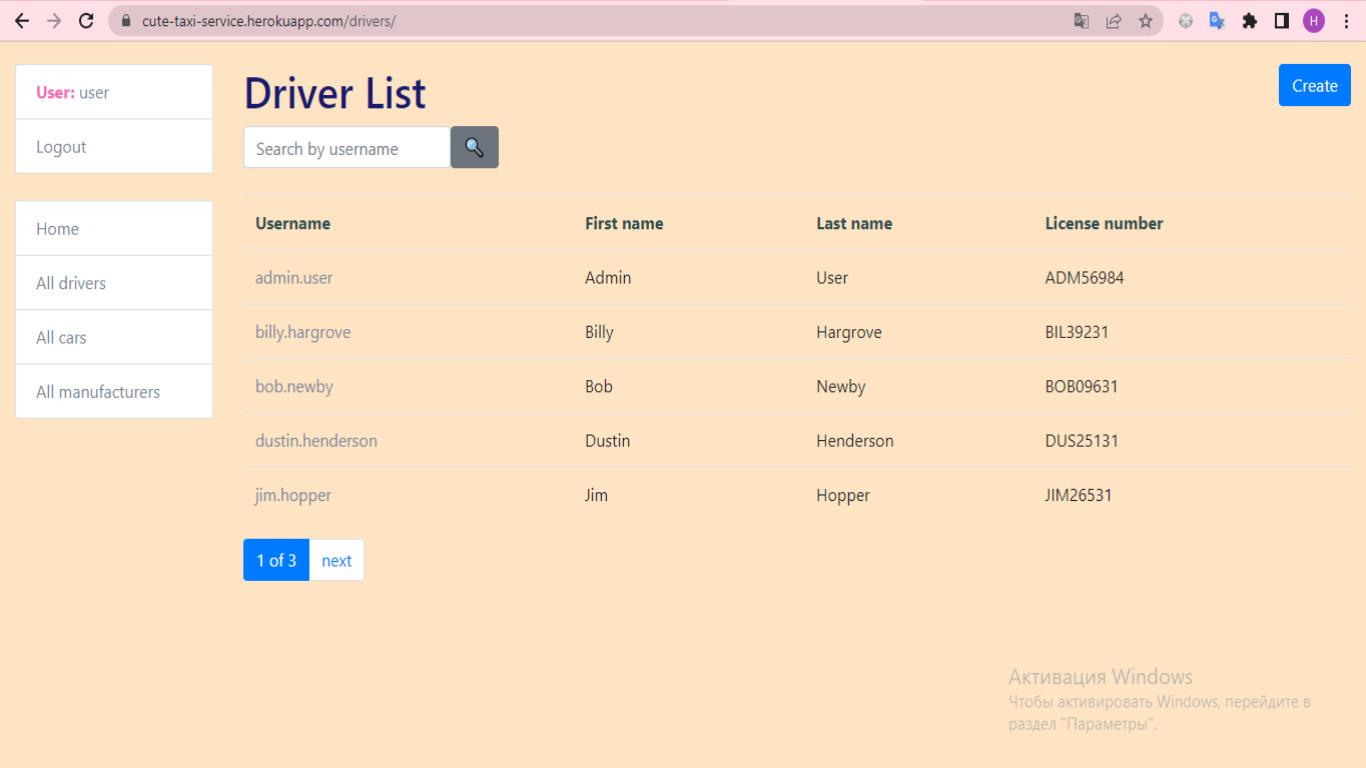 cute-taxi-service.herokuapp.com/drivers/
H
User: user
Logout
Home
All drivers
All cars
All manufacturers
Driver List
Create
Search by username
Username First name Last name License number
admin.user Admin User ADM56984
billy.hargrove Billy Hargrove BIL39231
bob.newby Bob Newby BOB09631
dustin.henderson Dustin Henderson DUS25131
jim.hopper Jim Hopper JIM26531
1 of 3 next
Активация Windows
Чтобы активировать Windows, перейдите в
раздел "Параметры".